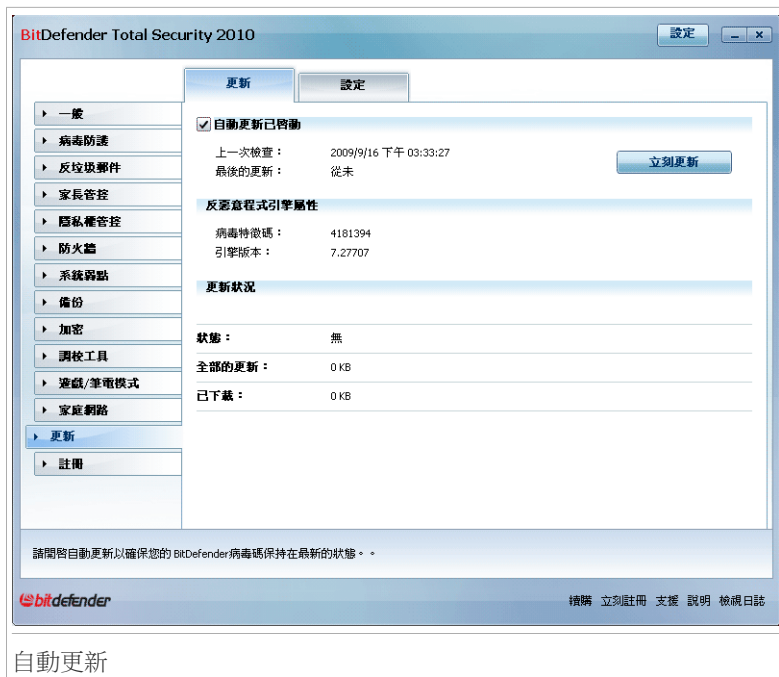 BitDefender Total Security 2010
設定
更新
設定
一般
病毒防護
反垃圾郵件
家長管控
隱私權管控
防火牆
系統弱點
備份
加密
調校工具
遊戲/筆電模式
家庭網路
更新
註冊
自動更新已啓動
上一次檢查： 2009/9/16 下午 03:33:27
最後的更新： 從未
立刻更新
反惡意程式引擎屬性
病毒特徵碼： 4181394
引擎版本： 7.27707
更新狀況
狀態： 無
全部的更新： 0 KB
已下載： 0 KB
請開啓自動更新以確保您的 BitDefender病毒碼保持在最新的狀態。。
bitdefender
續購 立刻註冊 支援 說明 檢視日誌
自動更新